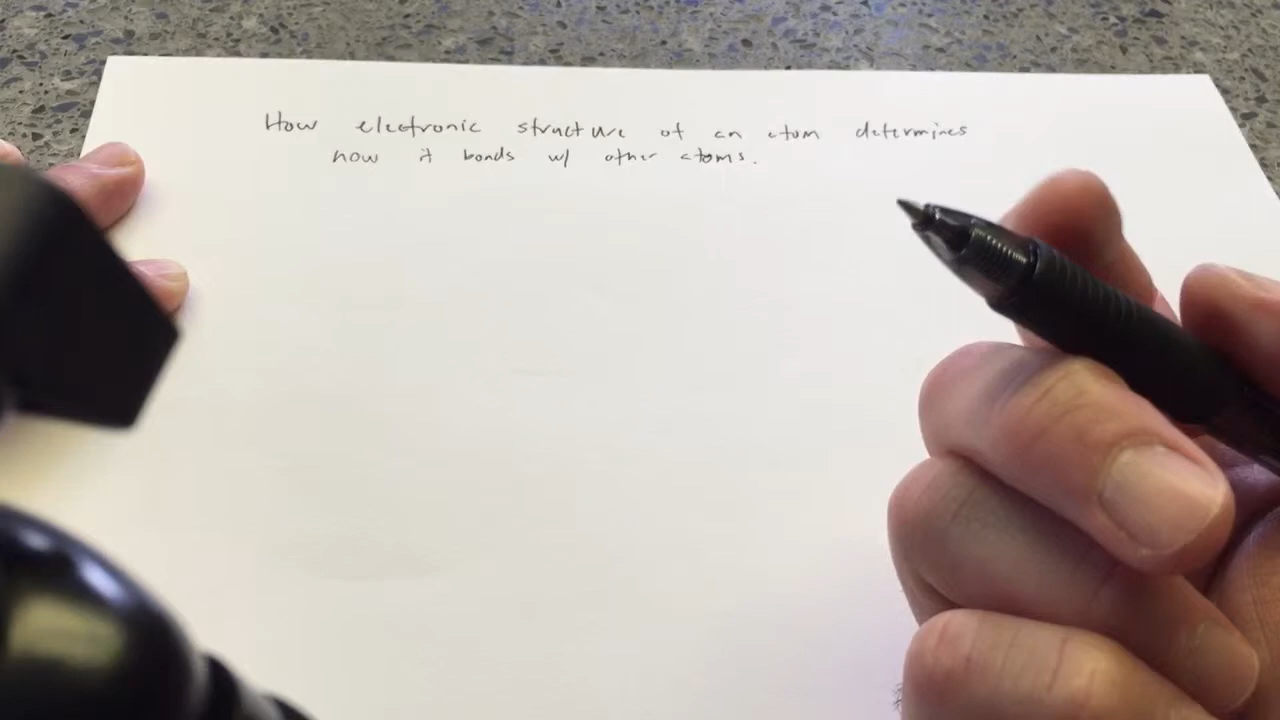 How electronic structure of an atom determines
how it bonds w/ other atoms.